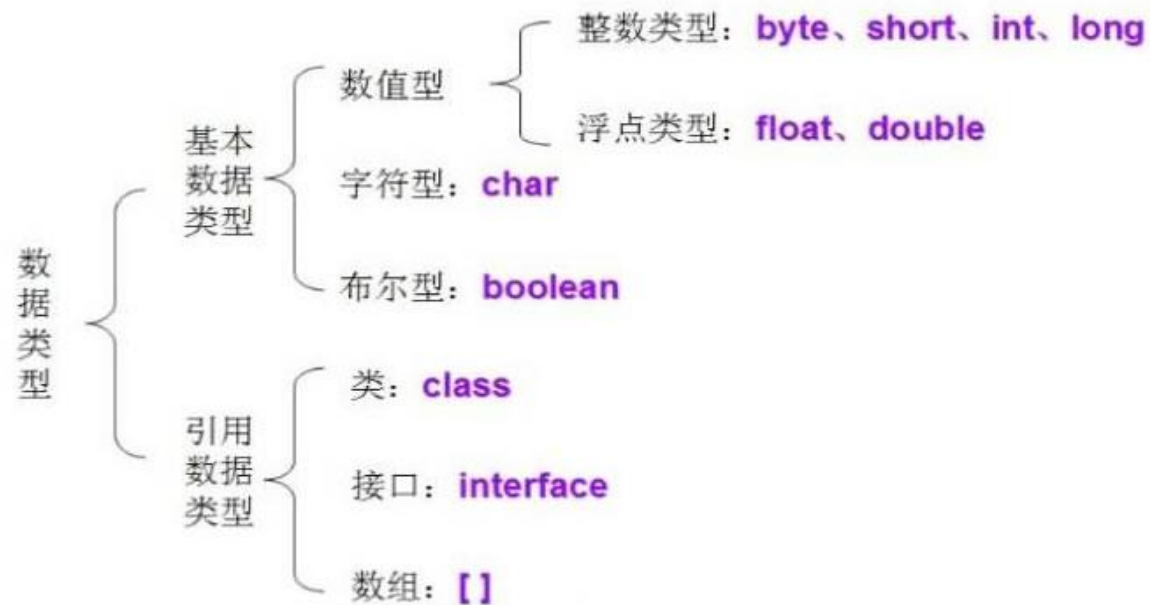 数据类型
基本数据类型
数值型
整数类型：byte、short、int、long
浮点类型：float、double
字符型：char
布尔型：boolean
引用数据类型
类：class
接口：interface
数组：[ ]